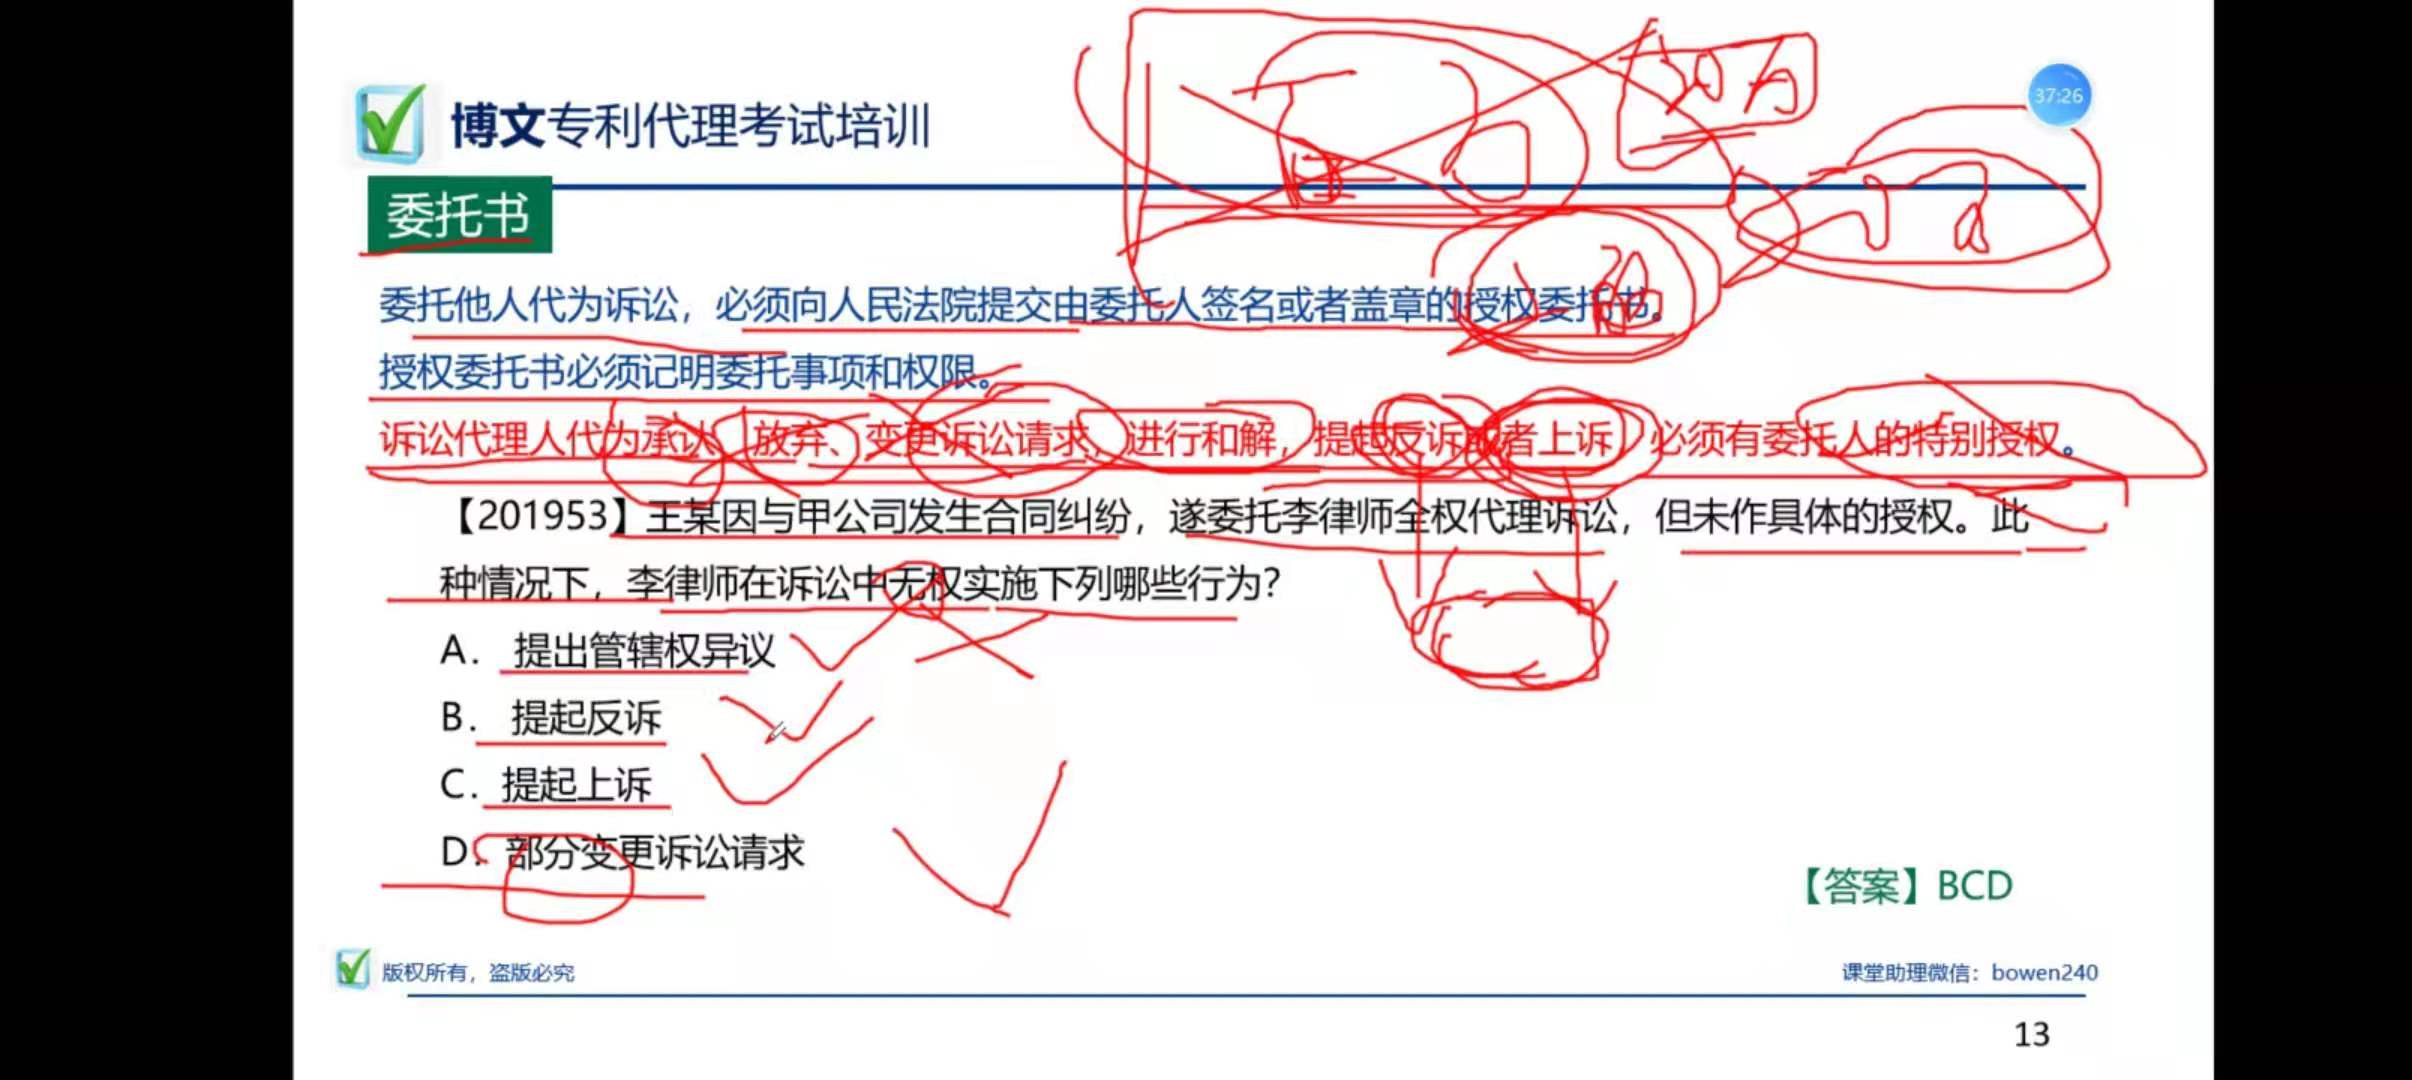 博文专利代理考试培训
37:26
委托书
委托他人代为诉讼，必须向人民法院提交由委托人签名或者盖章的授权委托书。
授权委托书必须记明委托事项和权限。
诉讼代理人代为承认、放弃、变更诉讼请求，进行和解，提起反诉或者上诉，必须有委托人的特别授权。
【201953】王某因与甲公司发生合同纠纷，遂委托李律师全权代理诉讼，但未作具体的授权。此
种情况下，李律师在诉讼中无权实施下列哪些行为？
A. 提出管辖权异议
B. 提起反诉
C. 提起上诉
D. 部分变更诉讼请求
【答案】BCD
版权所有，盗版必究
课堂助理微信：bowen240
13